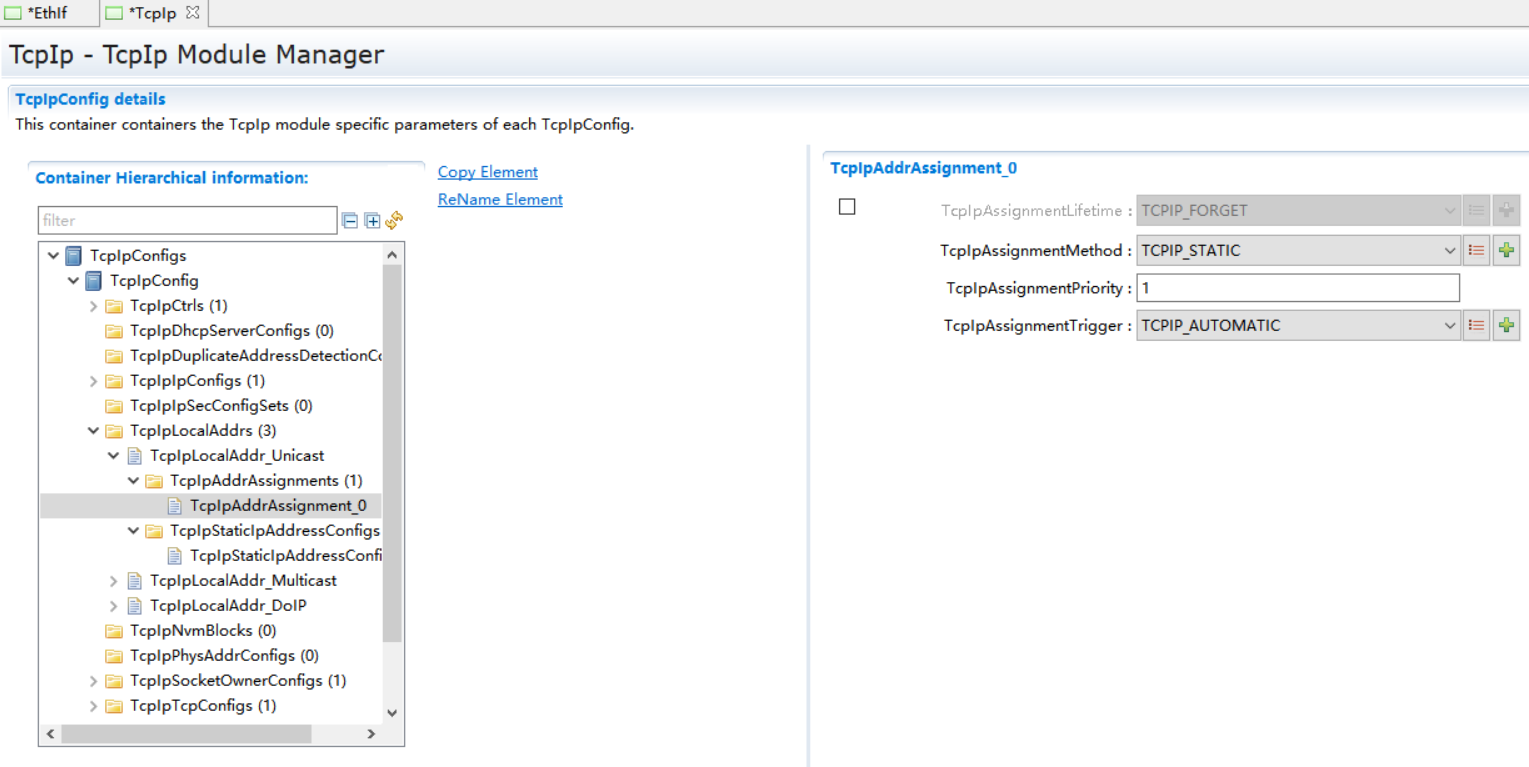 *EthIf
*TcpIp
TcpIp - TcpIp Module Manager
TcpIpConfig details
This container containers the TcpIp module specific parameters of each TcpIpConfig.
Container Hierarchical information:
filter
Copy Element
ReName Element
TcpIpConfigs
TcpIpConfig
TcpIpCtrls (1)
TcpIpDhcpServerConfigs (0)
TcpIpDuplicateAddressDetectionCo
TcpIpIpConfigs (1)
TcpIpIpSecConfigSets (0)
TcpIpLocalAddrs (3)
TcpIpLocalAddr_Unicast
TcpIpAddrAssignments (1)
TcpIpAddrAssignment_0
TcpIpStaticIpAddressConfigs
TcpIpStaticIpAddressConfi
TcpIpLocalAddr_Multicast
TcpIpLocalAddr_DoIP
TcpIpNvmBlocks (0)
TcpIpPhysAddrConfigs (0)
TcpIpSocketOwnerConfigs (1)
TcpIpTcpConfigs (1)
TcpIpAddrAssignment_0
TcpIpAssignmentLifetime : TCPIP_FORGET
TcpIpAssignmentMethod : TCPIP_STATIC
TcpIpAssignmentPriority : 1
TcpIpAssignmentTrigger : TCPIP_AUTOMATIC